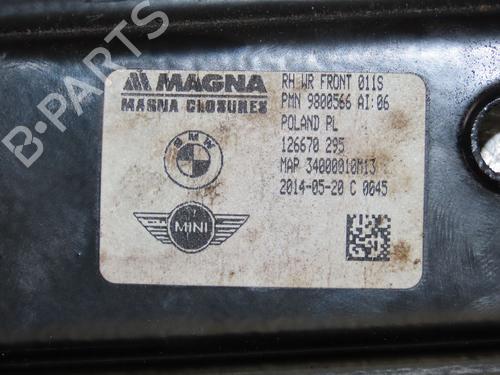 B-PARTS
MAGNA
MAGNA CLOSURES
BMW
MINI
RH WR FRONT 011S
PMN 9800566 AI:06
POLAND PL
126670 295
MAP 34000010M13
2014-05-20 C 0045